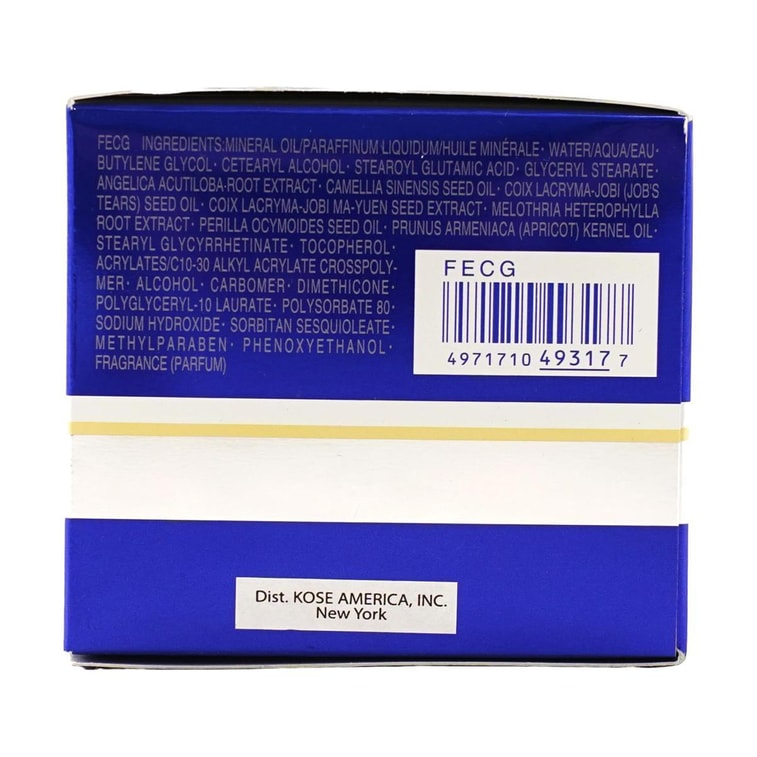 FECG INGREDIENTS:MINERAL OIL/PARAFFINUM LIQUIDUM/HUILE MINÉRALE· WATER/AQUA/EAU·
BUTYLENE GLYCOL· CETEARYL ALCOHOL· STEAROYL GLUTAMIC ACID· GLYCERYL STEARATE·
ANGELICA ACUTILOBA-ROOT EXTRACT· CAMELLIA SINENSIS SEED OIL· COIX LACRYMA-JOBI (JOB'S
TEARS) SEED OIL· COIX LACRYMA-JOBI MA-YUEN SEED EXTRACT· MELOTHRIA HETEROPHYLLA
ROOT EXTRACT· PERILLA OCYMOIDES SEED OIL· PRUNUS ARMENIACA (APRICOT) KERNEL OIL·
STEARYL GLYCYRRHETINATE· TOCOPHEROL·
ACRYLATES/C10-30 ALKYL ACRYLATE CROSSPOLY-
MER· ALCOHOL· CARBOMER· DIMETHICONE·
POLYGLYCERYL-10 LAURATE· POLYSORBATE 80·
SODIUM HYDROXIDE· SORBITAN SESQUIOLEATE·
METHYLPARABEN· PHENOXYETHANOL·
FRAGRANCE (PARFUM)
FECG
4971710 49317 7
Dist. KOSE AMERICA, INC.
New York